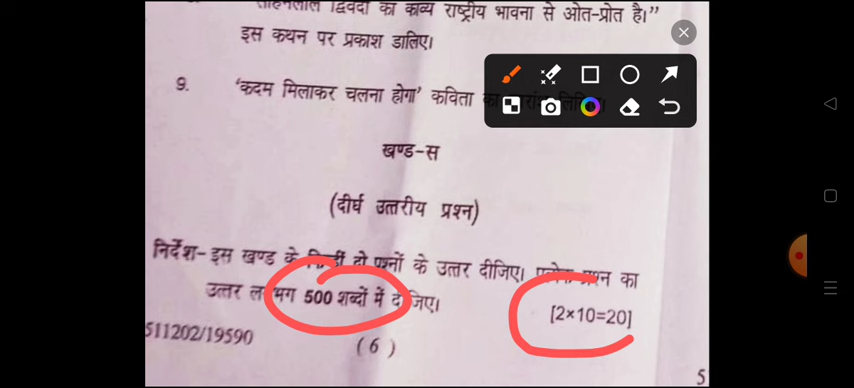 द्विवेदी का काव्य राष्ट्रीय भावना से ओत-प्रोत है।”
इस कथन पर प्रकाश डालिए।
9. ‘कदम मिलाकर चलना होगा’ कविता
खण्ड-स
(दीर्घ उत्तरीय प्रश्न)
निर्देश- इस खण्ड के किन्हीं दो प्रश्नों के उत्तर दीजिए। प्रत्येक प्रश्न का
उत्तर लगभग 500 शब्दों में दीजिए।
[2×10=20]
511202/19590
(6)
5